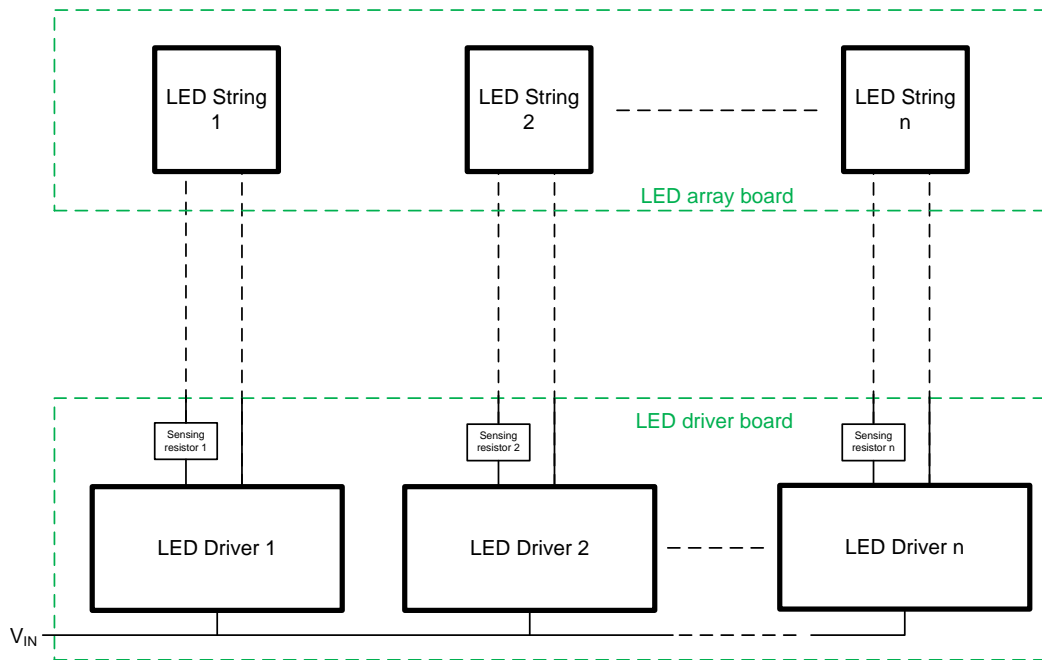 LED String
1
LED String
2
LED String
n
LED array board
LED driver board
Sensing
resistor 1
Sensing
resistor 2
Sensing
resistor n
LED Driver 1
LED Driver 2
LED Driver n
VIN